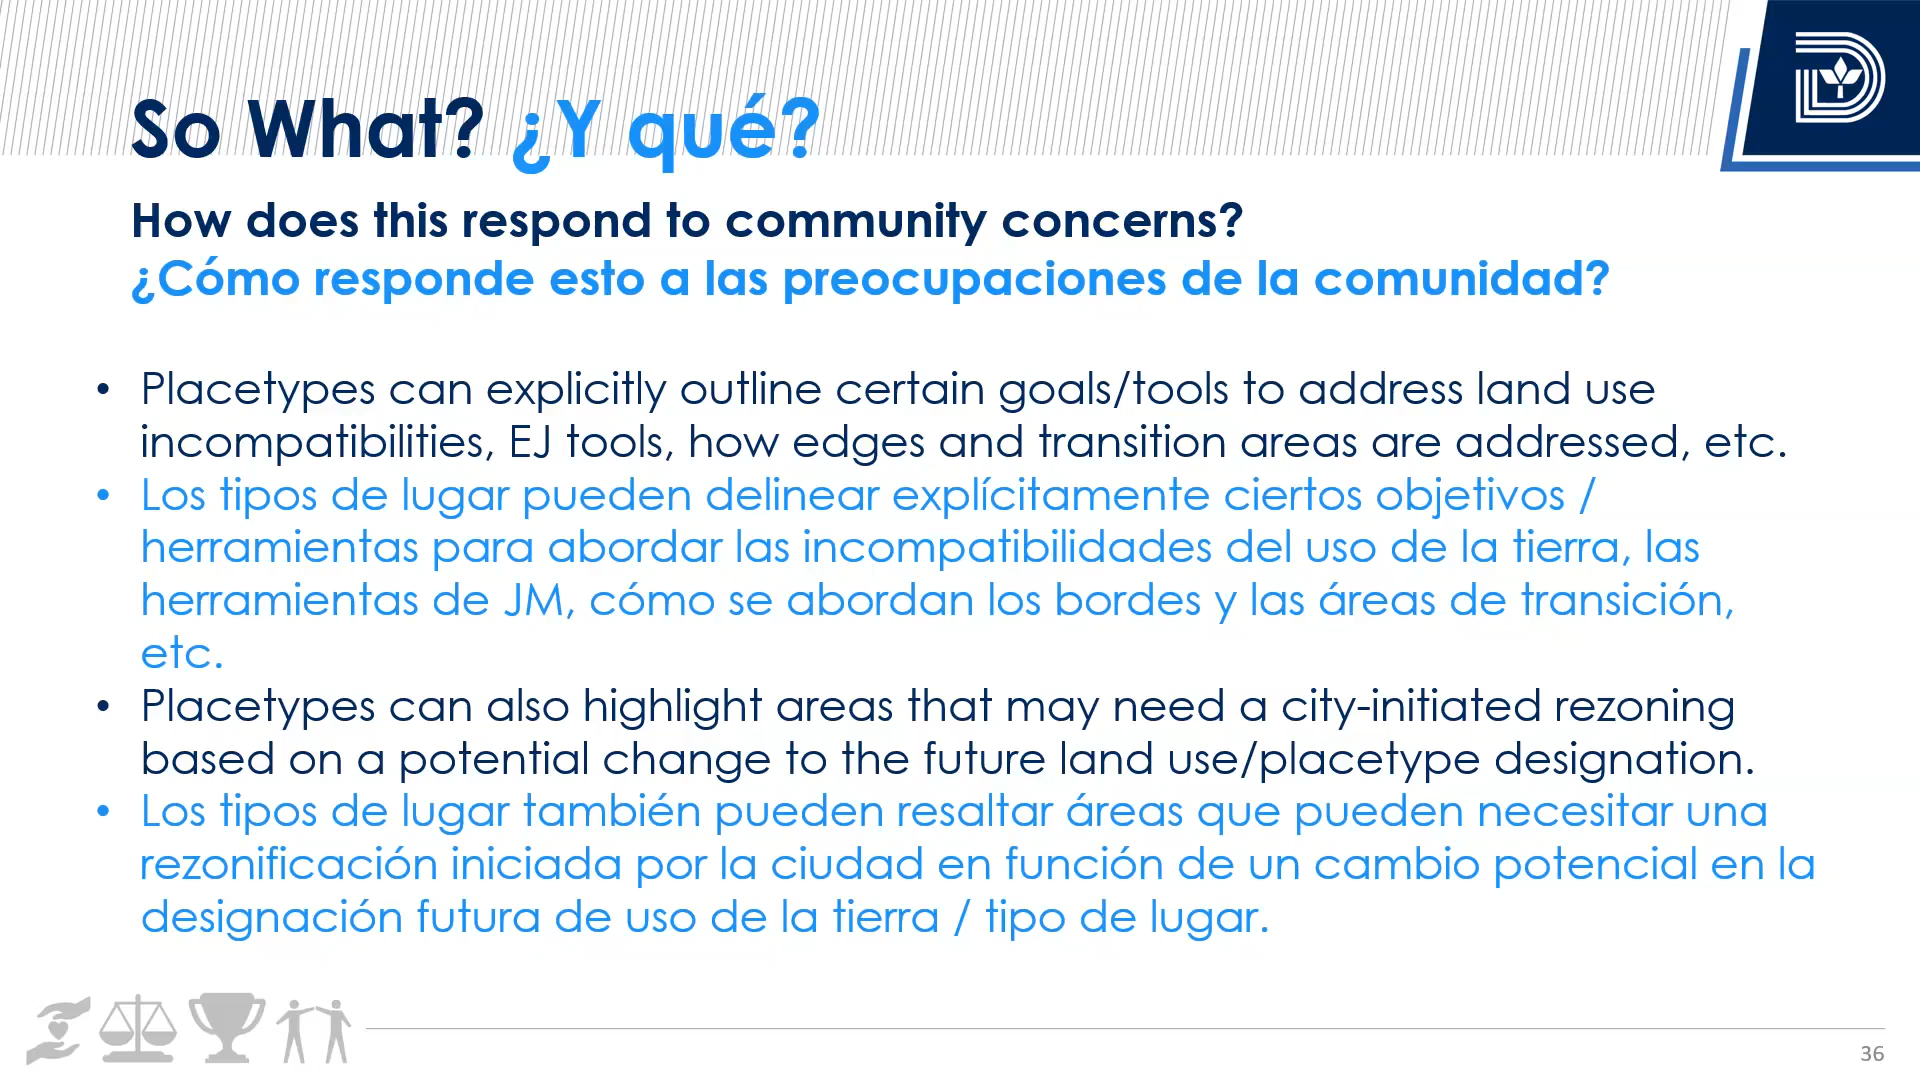 So What? ¿Y qué?
How does this respond to community concerns?
¿Cómo responde esto a las preocupaciones de la comunidad?
• Placetypes can explicitly outline certain goals/tools to address land use
incompatibilities, EJ tools, how edges and transition areas are addressed, etc.
• Los tipos de lugar pueden delinear explícitamente ciertos objetivos /
herramientas para abordar las incompatibilidades del uso de la tierra, las
herramientas de JM, cómo se abordan los bordes y las áreas de transición,
etc.
• Placetypes can also highlight areas that may need a city-initiated rezoning
based on a potential change to the future land use/placetype designation.
• Los tipos de lugar también pueden resaltar áreas que pueden necesitar una
rezonificación iniciada por la ciudad en función de un cambio potencial en la
designación futura de uso de la tierra / tipo de lugar.
36